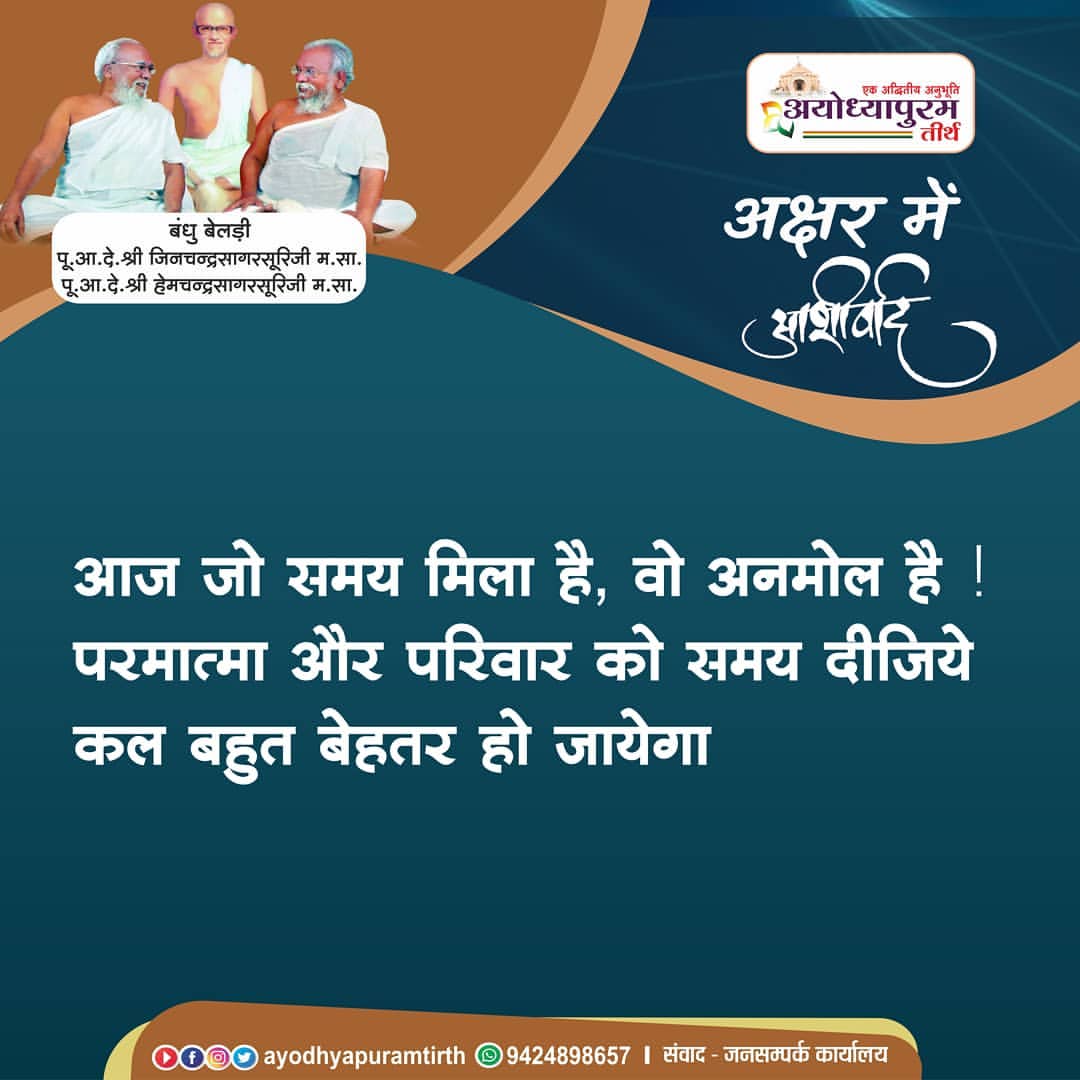 बंधु बेलड़ी
पू.आ.दे.श्री जिनचन्द्रसागरसूरिजी म.सा.
पू.आ.दे.श्री हेमचन्द्रसागरसूरिजी म.सा.
एक अद्वितीय अनुभूति
अयोध्यापुरम
तीर्थ
अक्षर में
आशीर्वाद
आज जो समय मिला है, वो अनमोल है !
परमात्मा और परिवार को समय दीजिये
कल बहुत बेहतर हो जायेगा
ayodhyapuramtirth 9424898657 I संवाद - जनसम्पर्क कार्यालय